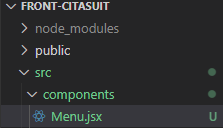 FRONT-CITASUIT
node_modules
public
src
components
Menu.jsx U